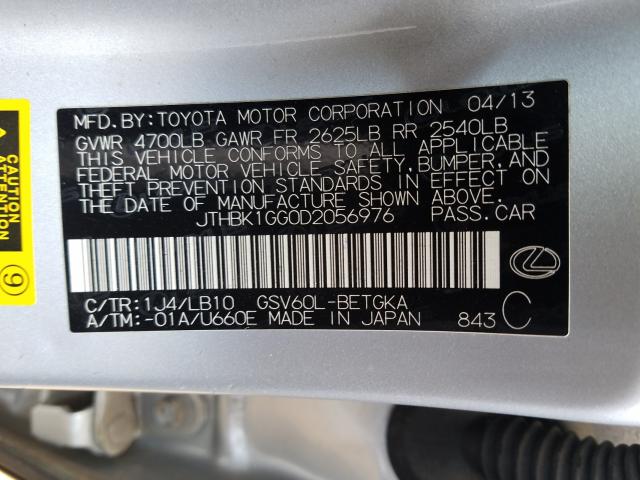 MFD. BY: TOYOTA MOTOR CORPORATION 04/13
GVWR 4700LB GAWR FR 2625LB RR 2540LB
THIS VEHICLE CONFORMS TO ALL APPLICABLE
FEDERAL MOTOR VEHICLE SAFETY, BUMPER, AND
THEFT PREVENTION STANDARDS IN EFFECT ON
THE DATE OF MANUFACTURE SHOWN ABOVE.
JTHBK1GG0D2056976 PASS. CAR
C/TR: 1J4/LB10 GSV60L-BETGKA
A/TM: -01A/U660E MADE IN JAPAN 843 C
ATTENTION
9